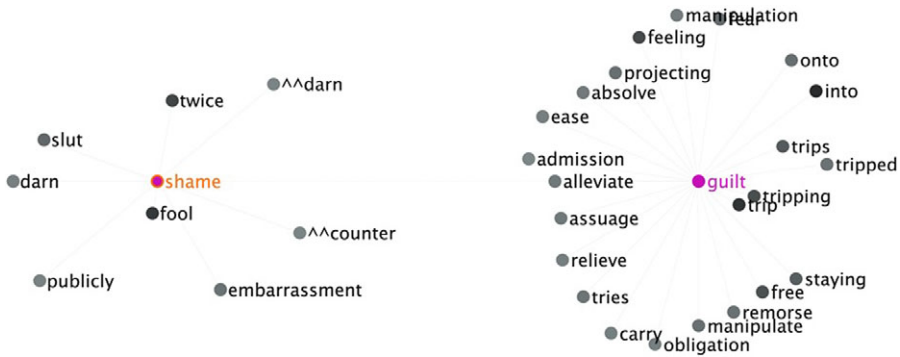 manipulation
fear
feeling
onto
projecting
^^darn
into
absolve
twice
ease
slut
trips
admission
tripped
darn
shame
alleviate
guilt
tripping
trip
fool
assuage
^^counter
relieve
publicly
staying
embarrassment
free
tries
remorse
manipulate
carry
obligation